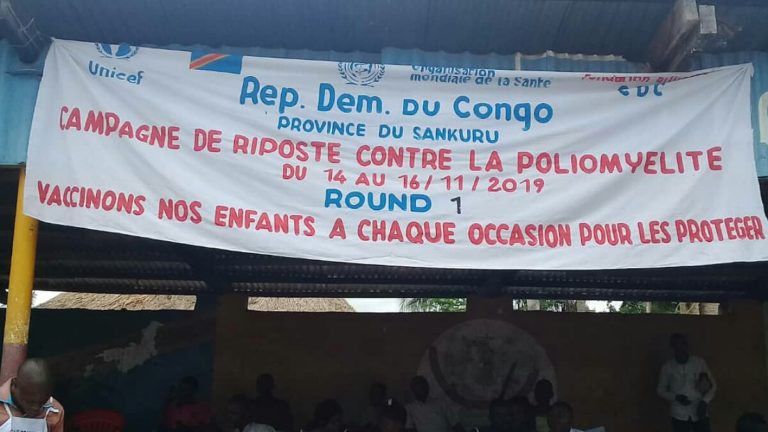 Unicef
Organisation
mondiale de la Santé
CDC
Rep. Dem. du Congo
PROVINCE DU SANKURU
CAMPAGNE DE RIPOSTE CONTRE LA POLIOMYELITE
DU 14 AU 16/11/2019
ROUND 1
VACCINONS NOS ENFANTS A CHAQUE OCCASION POUR LES PROTEGER